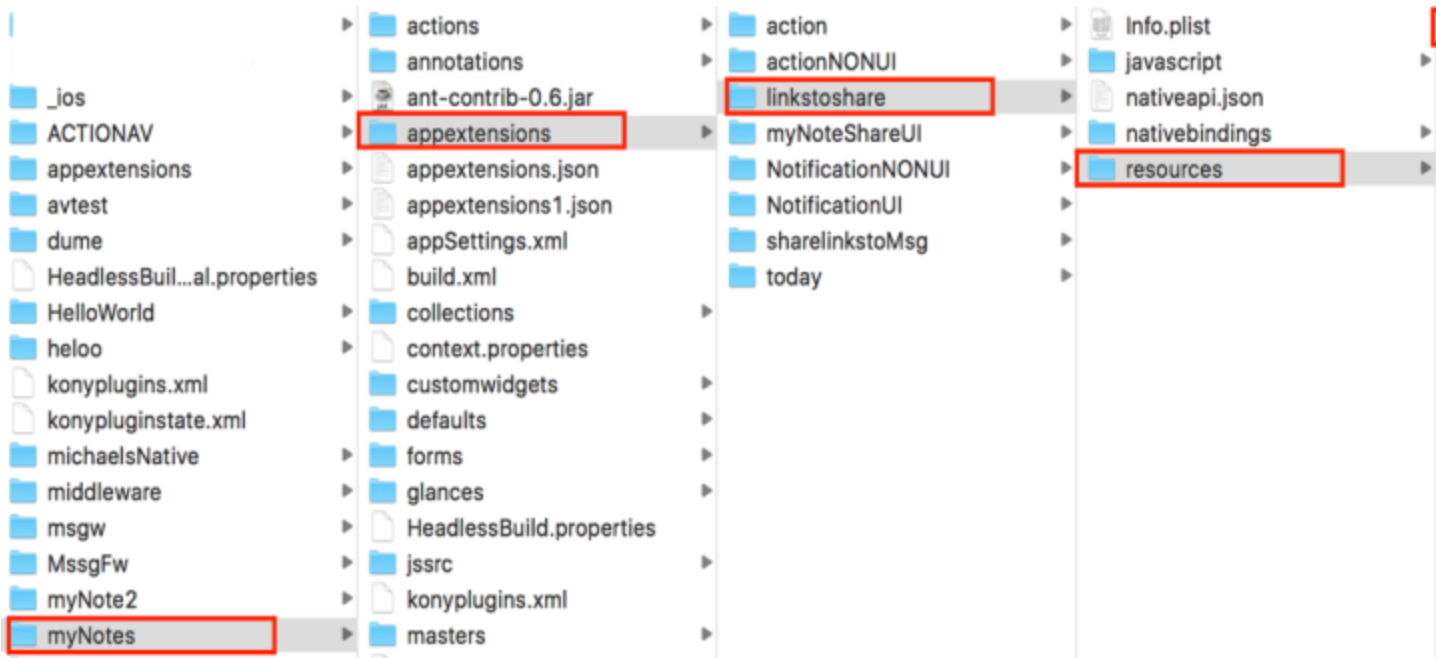 _ios
ACTIONAV
appextensions
avtest
dume
HeadlessBuil...al.properties
HelloWorld
heloo
konyplugins.xml
konypluginstate.xml
michaelsNative
middleware
msgw
MssgFw
myNote2
myNotes
actions
annotations
ant-contrib-0.6.jar
appextensions
appextensions.json
appextensions1.json
appSettings.xml
build.xml
collections
context.properties
customwidgets
defaults
forms
glances
HeadlessBuild.properties
jssrc
konyplugins.xml
masters
action
actionNONUI
linkstoshare
myNoteShareUI
NotificationNONUI
NotificationUI
sharelinkstoMsg
today
Info.plist
javascript
nativeapi.json
nativebindings
resources